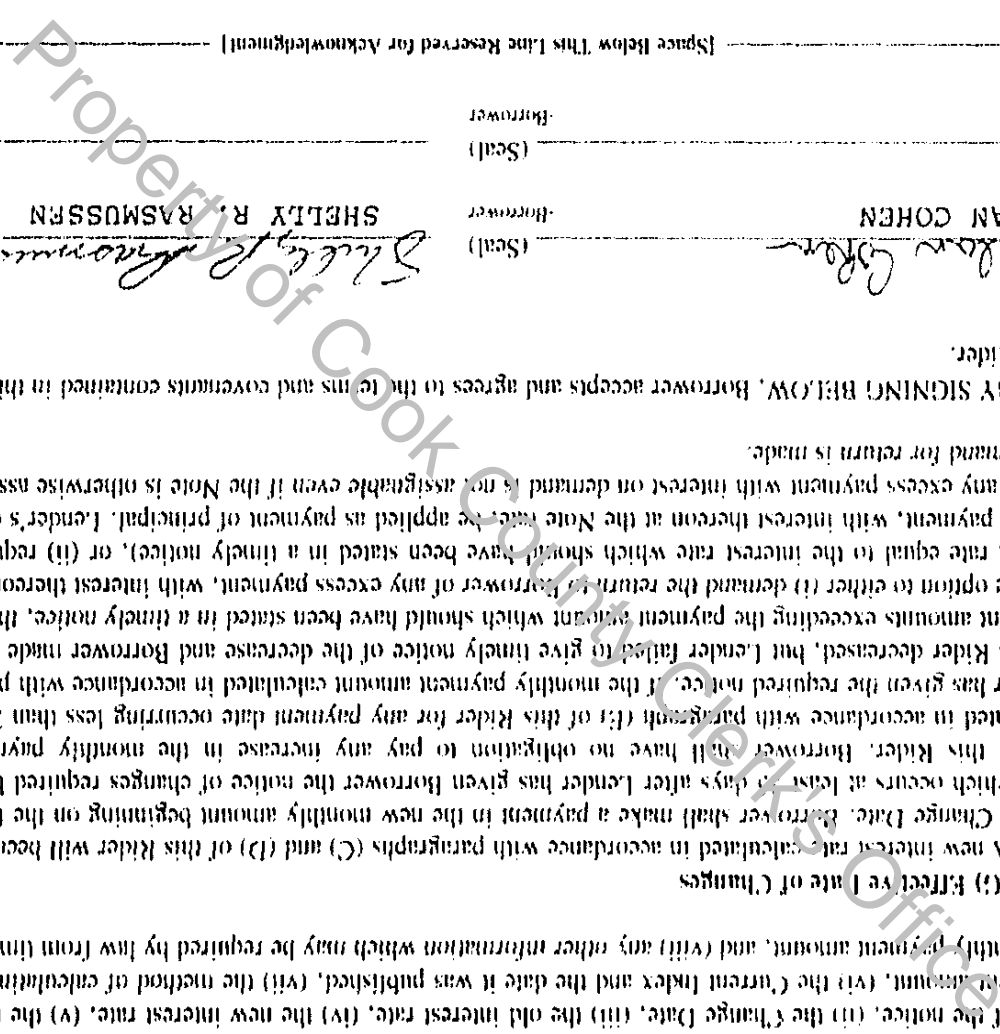 f the notice, (ii) the Change Date, (iii) the old interest rate, (iv) the new interest rate, (v) the
amount, (vi) the Current Index and the date it was published, (vii) the method of calculatin
thly payment amount, and (viii) any other information which may be required by law from tim
(G) Effective Date of Changes
A new interest rate calculated in accordance with paragraphs (C) and (D) of this Rider will beco
Change Date. Borrower shall make a payment in the new monthly amount beginning on the
hich occurs at least 25 days after Lender has given Borrower the notice of changes required
this Rider. Borrower shall have no obligation to pay any increase in the monthly paym
ted in accordance with paragraph (E) of this Rider for any payment date occurring less than
r has given the required notice. If the monthly payment amount calculated in accordance with p
Rider decreased, but Lender failed to give timely notice of the decrease and Borrower made
nt amounts exceeding the payment amount which should have been stated in a timely notice, th
e option to either (i) demand the return to Borrower of any excess payment, with interest thereo
rate equal to the interest rate which should have been stated in a timely notice), or (ii) requ
payment, with interest thereon at the Note rate, be applied as payment of principal. Lender's
any excess payment with interest on demand is not assignable even if the Note is otherwise ass
mand for return is made.
BY SIGNING BELOW, Borrower accepts and agrees to the terms and covenants contained in thi
ider.
(Seal)
AN COHEN
-Borrower
SHELLY R. RASMUSSEN
(Seal)
-Borrower
[Space Below This Line Reserved for Acknowledgment]
Property of Cook County Clerk's Office